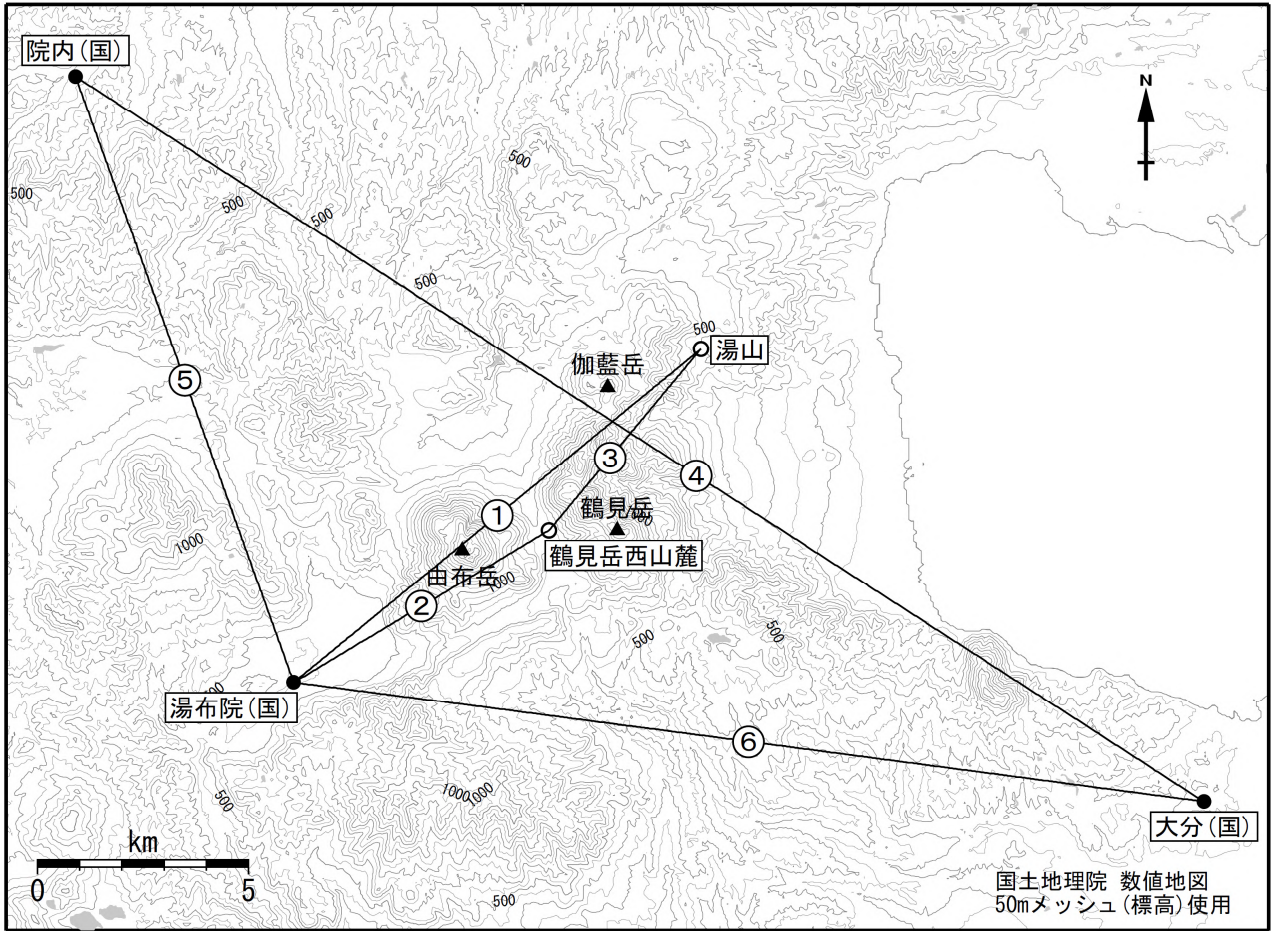 院内(国)
N
500
500
500
500
500
500
湯山
伽藍岳
⑤
③
④
鶴見岳
①
1000
鶴見岳西山麓
由布岳
1000
②
500
500
湯布院(国)
⑥
1000
1000
500
大分(国)
km
0
5
500
国土地理院 数値地図
50mメッシュ(標高)使用